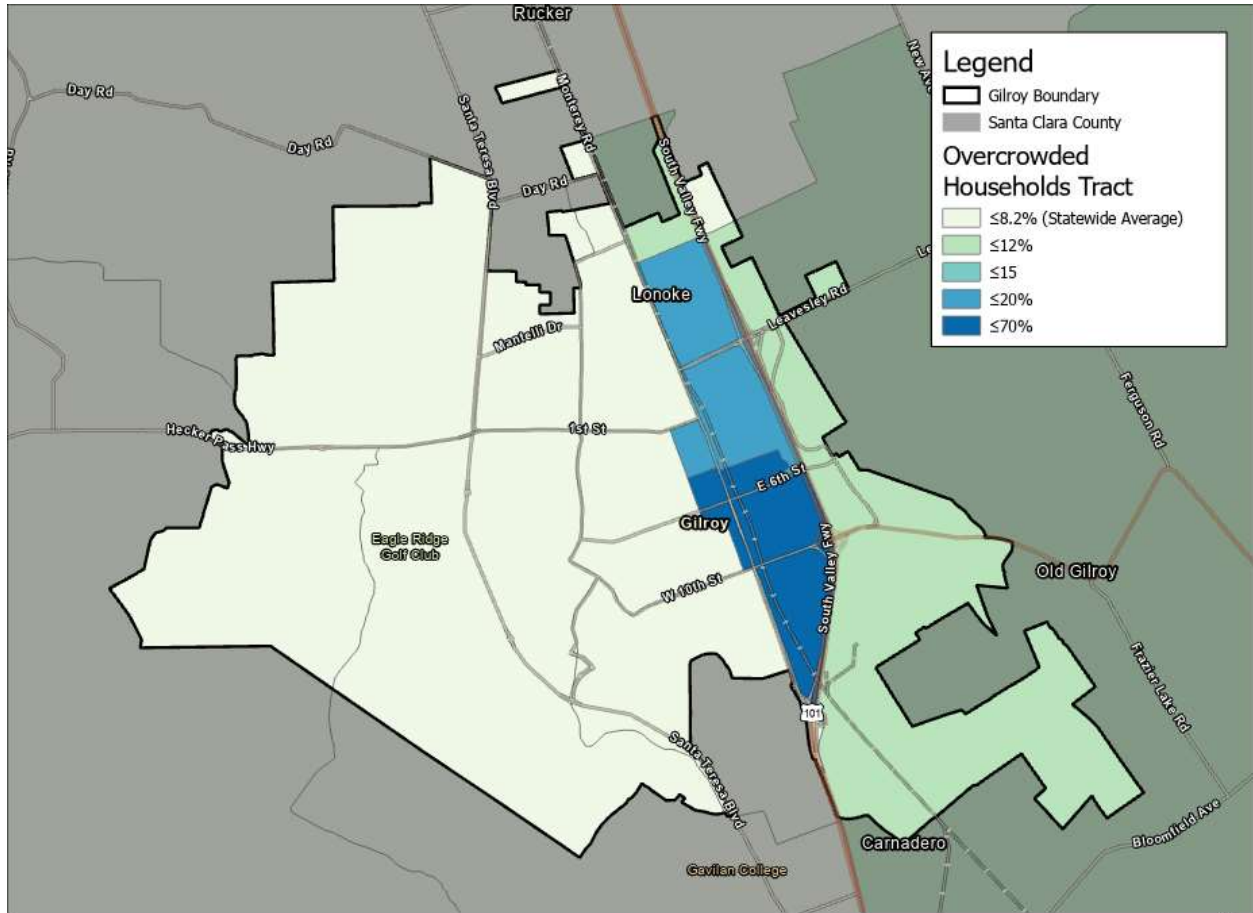 Rucker
New Ave
Legend
Gilroy Boundary
Santa Clara County
Overcrowded
Households Tract
≤8.2% (Statewide Average)
≤12%
≤15
≤20%
≤70%
Day Rd
Day Rd
Santa Teresa Blvd
Monterey Rd
Day Rd
South Valley Fwy
Lonoke
Leavesley Rd
Mantelli Dr
Hecker Pass Hwy
1st St
Ferguson Rd
E 6th St
Gilroy
Eagle Ridge
Golf Club
W 10th St
South Valley Fwy
Old Gilroy
Frazier Lake Rd
101
Santa Teresa Blvd
Carnadero
Bloomfield Ave
Gavilan College